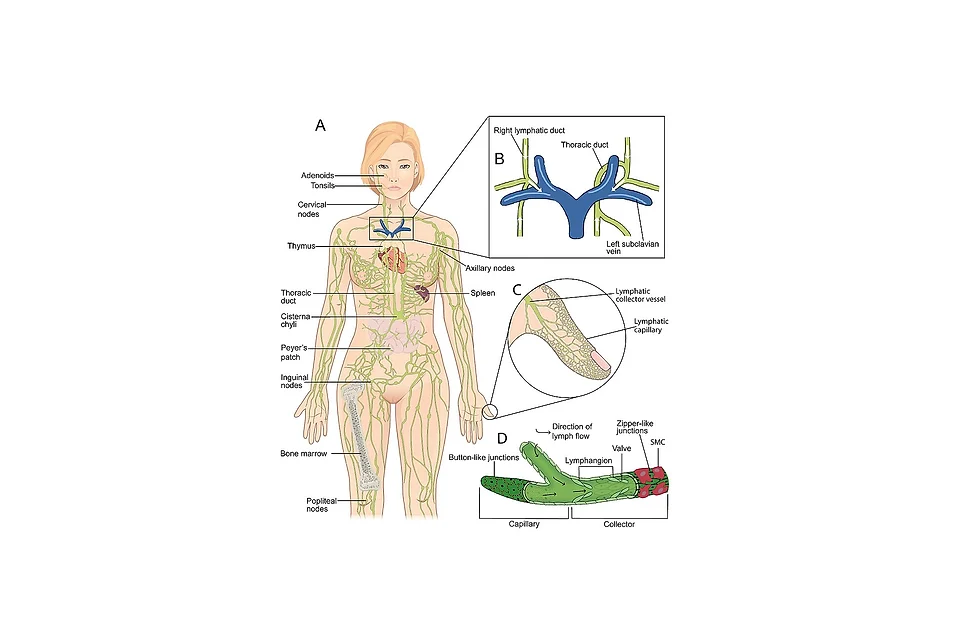 A
Adenoids
Tonsils
Cervical
nodes
Thymus
Thoracic
duct
Cisterna
chyli
Peyer's
patch
Inguinal
nodes
Bone marrow
Popliteal
nodes
Axillary nodes
Spleen
Right lymphatic duct
B
Thoracic duct
Left subclavian
vein
C
Lymphatic
collector vessel
Lymphatic
capillary
D
Direction of
lymph flow
Zipper-like
junctions
SMC
Valve
Lymphangion
Button-like junctions
Capillary
Collector